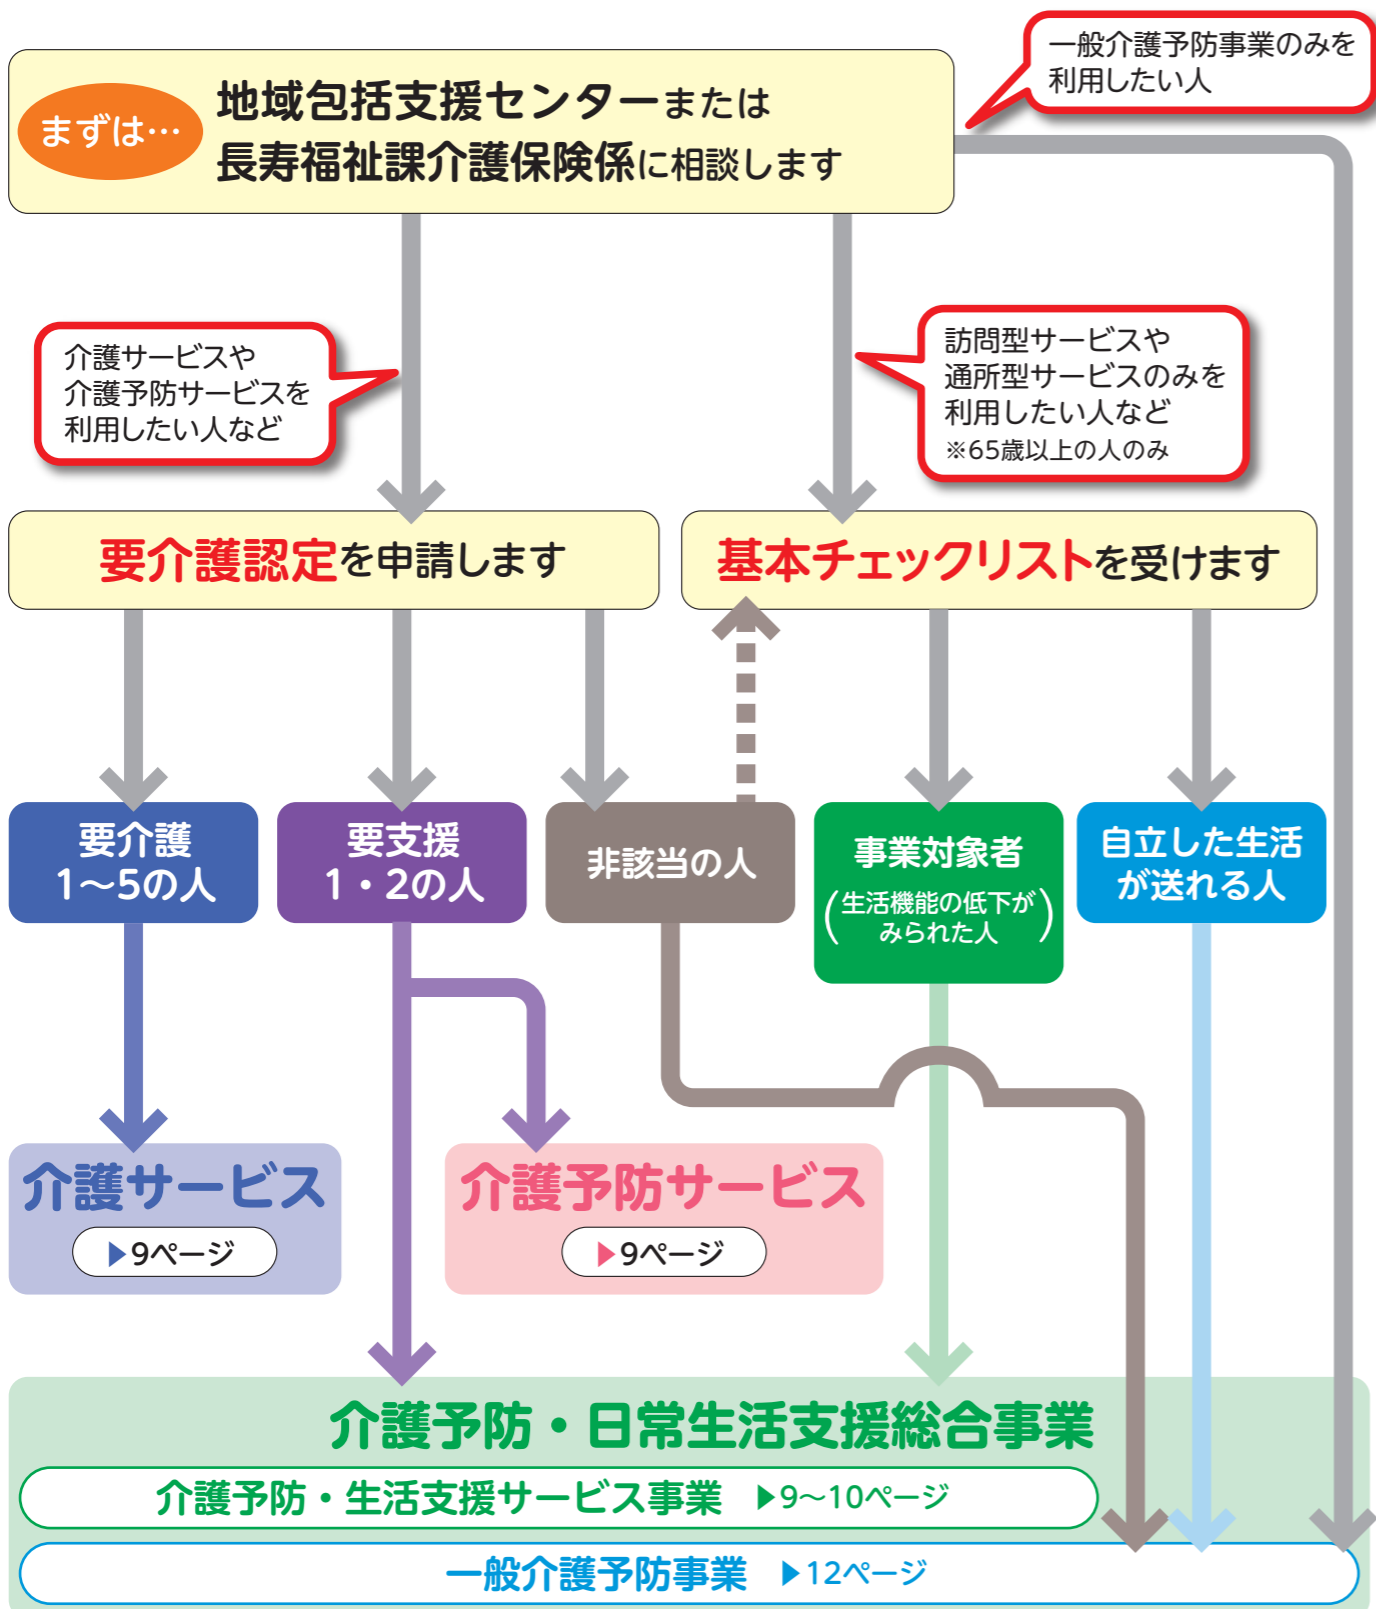 一般介護予防事業のみを
利用したい人
まずは…
地域包括支援センターまたは
長寿福祉課介護保険係に相談します
介護サービスや
介護予防サービスを
利用したい人など
訪問型サービスや
通所型サービスのみを
利用したい人など
※65歳以上の人のみ
要介護認定を申請します
基本チェックリストを受けます
要介護
1～5の人
要支援
1・2の人
非該当の人
事業対象者
(生活機能の低下が
みられた人)
自立した生活
が送れる人
介護サービス
▶9ページ
介護予防サービス
▶9ページ
介護予防・日常生活支援総合事業
介護予防・生活支援サービス事業 ▶9～10ページ
一般介護予防事業 ▶12ページ